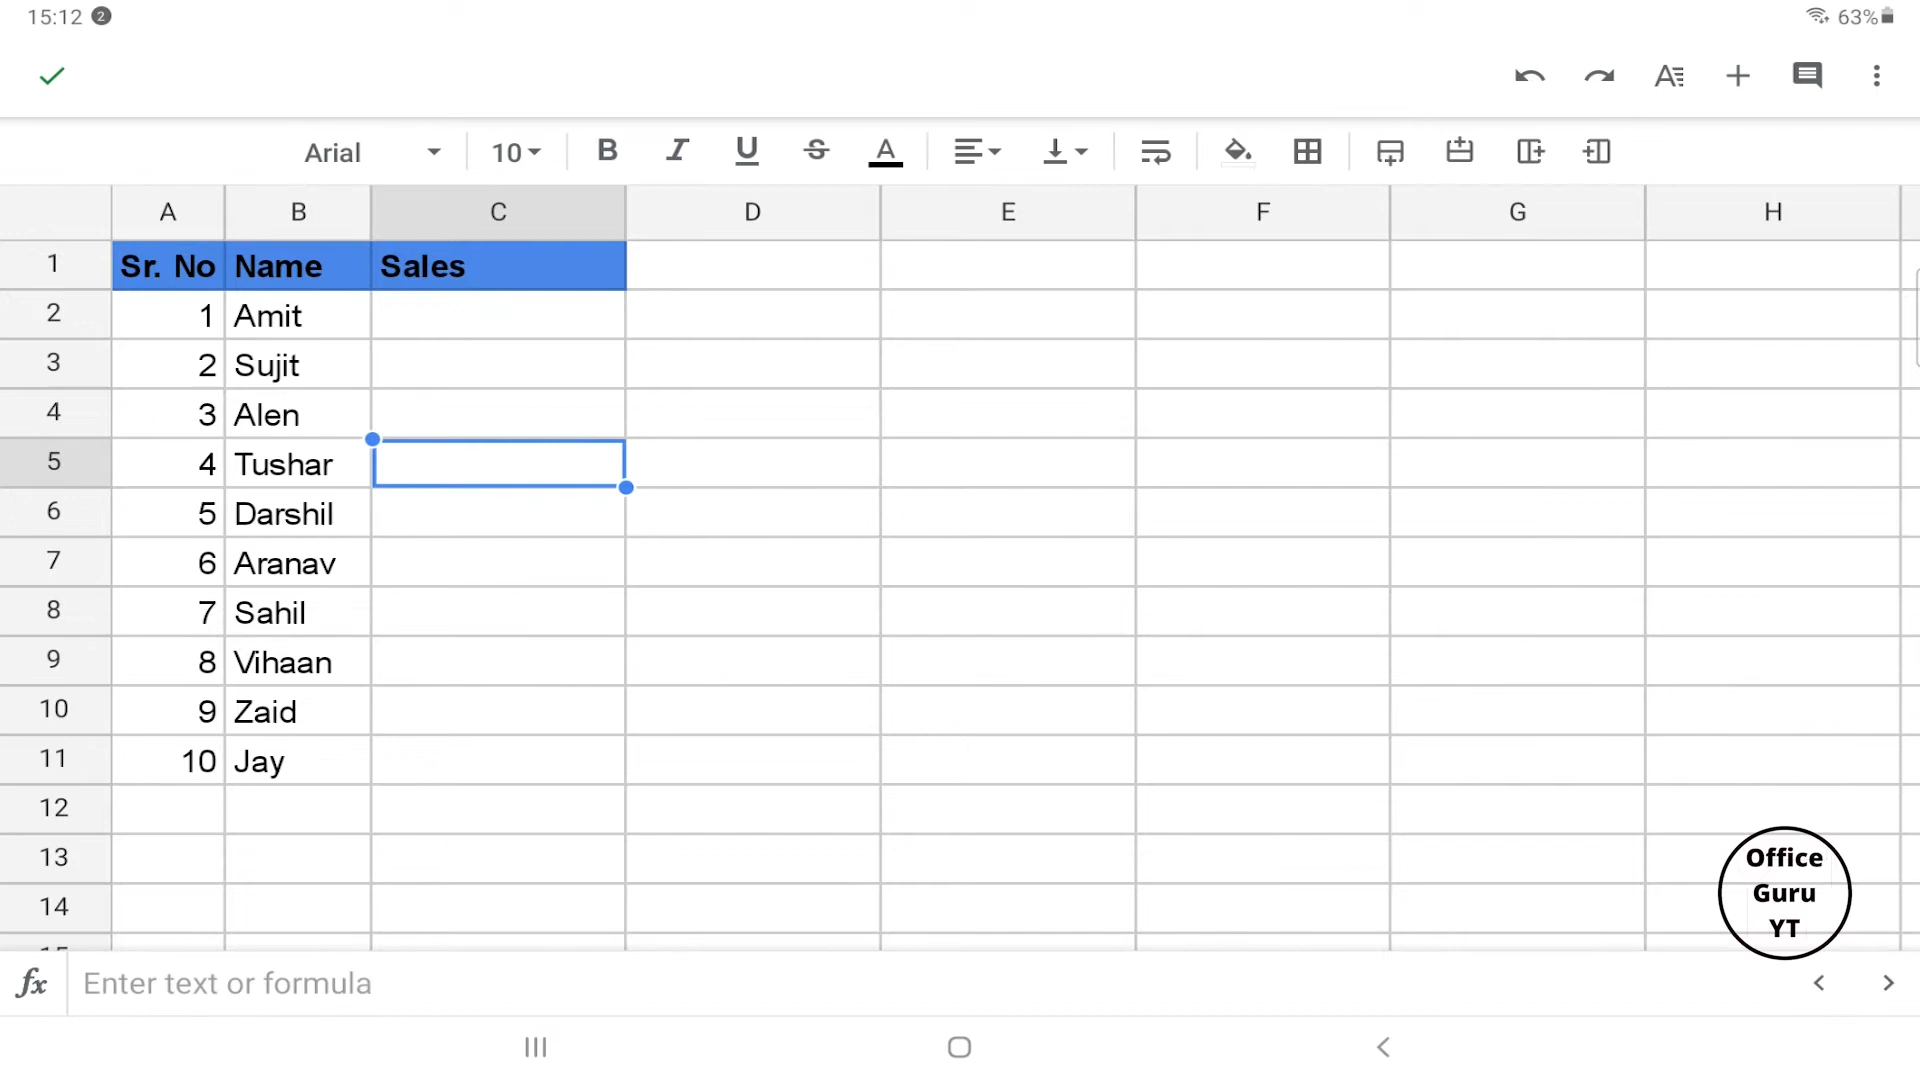 15:12 2 63%
Arial 10 B I U S A
A B C D E F G H
1 Sr. No Name Sales
2 1 Amit
3 2 Sujit
4 3 Alen
5 4 Tushar
6 5 Darshil
7 6 Aranav
8 7 Sahil
9 8 Vihaan
10 9 Zaid
11 10 Jay
12
13
14
Office
Guru
YT
fx Enter text or formula